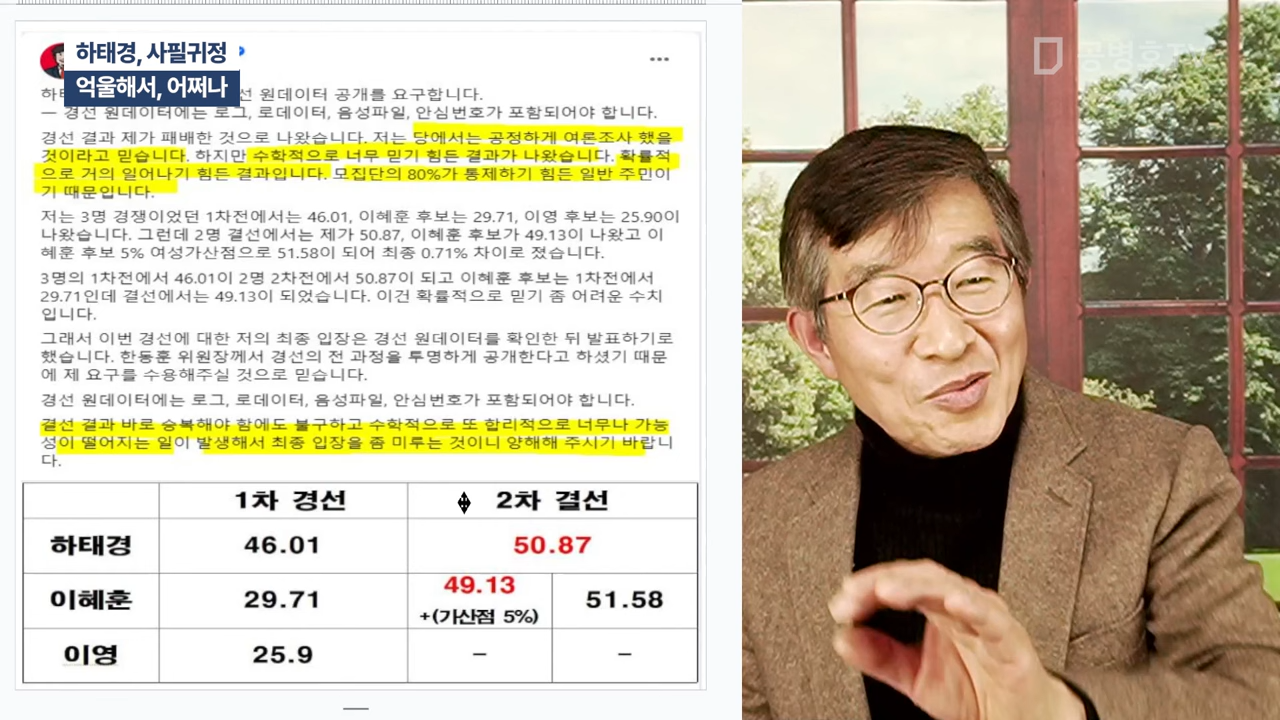 하태경, 사필귀정
억울해서, 어쩌나
공병호TV
하태 선 원데이터 공개를 요구합니다.
— 경선 원데이터에는 로그, 로데이터, 음성파일, 안심번호가 포함되어야 합니다.
경선 결과 제가 패배한 것으로 나왔습니다. 저는 당에서는 공정하게 여론조사 했을
것이라고 믿습니다. 하지만 수학적으로 너무 믿기 힘든 결과가 나왔습니다. 확률적
으로 거의 일어나기 힘든 결과입니다. 모집단의 80%가 통제하기 힘든 일반 주민이
기 때문입니다.
저는 3명 경쟁이었던 1차전에서는 46.01, 이혜훈 후보는 29.71, 이영 후보는 25.90이
나왔습니다. 그런데 2명 결선에서는 제가 50.87, 이혜훈 후보가 49.13이 나왔고 이
혜훈 후보 5% 여성가산점으로 51.58이 되어 최종 0.71% 차이로 졌습니다.
3명의 1차전에서 46.01이 2명 2차전에서 50.87이 되고 이혜훈 후보는 1차전에서
29.71인데 결선에서는 49.13이 되었습니다. 이건 확률적으로 믿기 좀 어려운 수치
입니다.
그래서 이번 경선에 대한 저의 최종 입장은 경선 원데이터를 확인한 뒤 발표하기로
했습니다. 한동훈 위원장께서 경선의 전 과정을 투명하게 공개한다고 하셨기 때문
에 제 요구를 수용해주실 것으로 믿습니다.
경선 원데이터에는 로그, 로데이터, 음성파일, 안심번호가 포함되어야 합니다.
결선 결과 바로 승복해야 함에도 불구하고 수학적으로 또 합리적으로 너무나 가능
성이 떨어지는 일이 발생해서 최종 입장을 좀 미루는 것이니 양해해 주시기 바랍니
다.
1차 경선 2차 결선
하태경 46.01 50.87
이혜훈 29.71 49.13 +(가산점 5%) 51.58
이영 25.9 – –